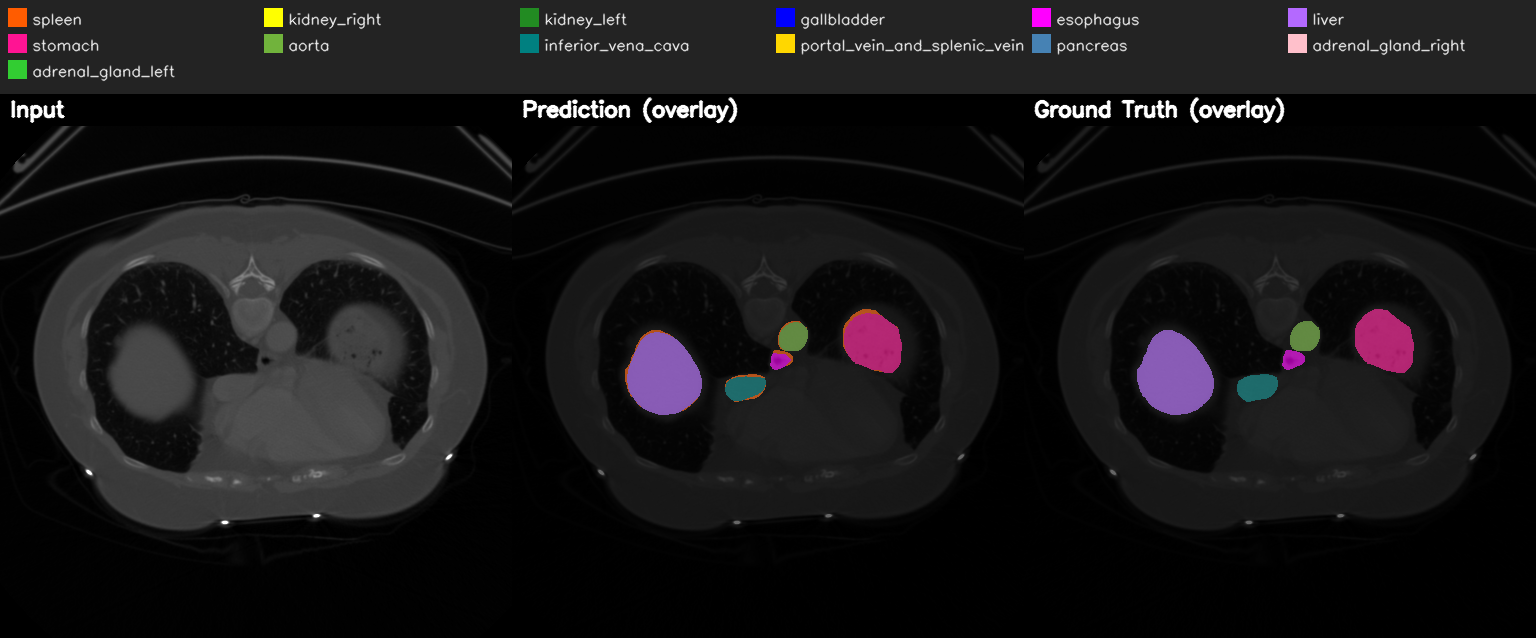 spleen kidney_right kidney_left gallbladder esophagus liver
stomach aorta inferior_vena_cava portal_vein_and_splenic_vein pancreas adrenal_gland_right
adrenal_gland_left
Input Prediction (overlay) Ground Truth (overlay)